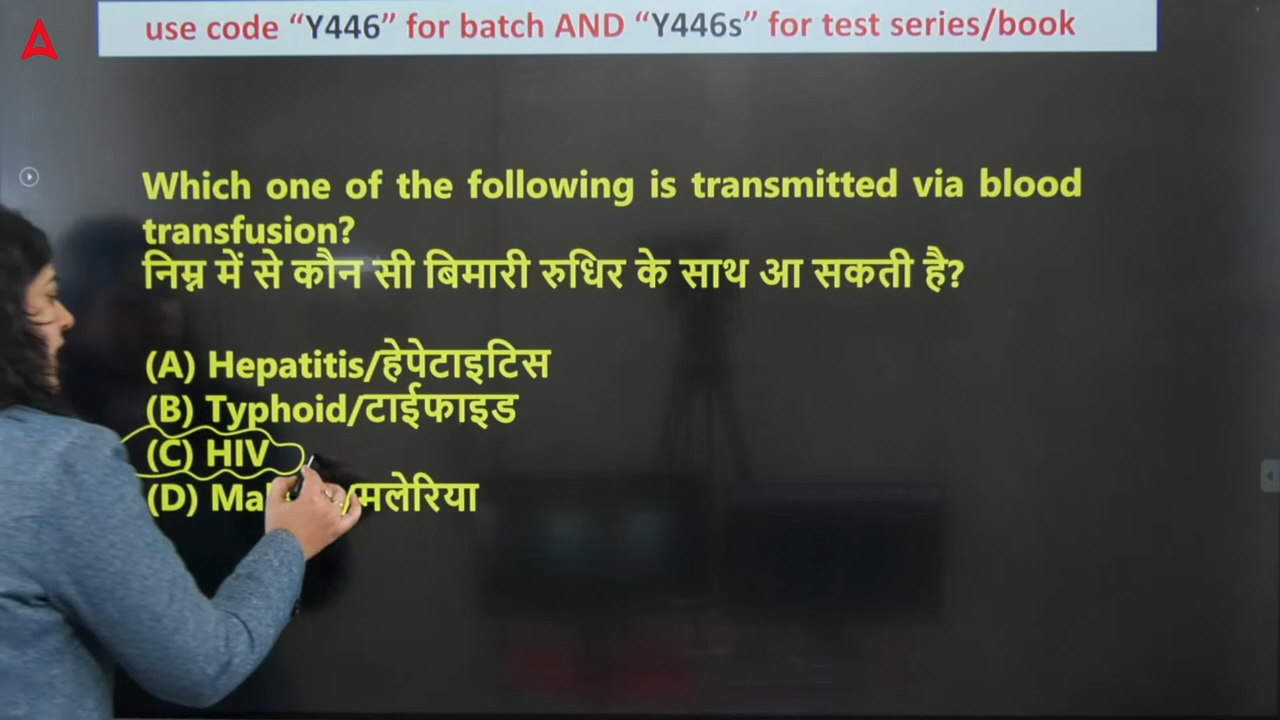 use code “Y446” for batch AND “Y446s” for test series/book
Which one of the following is transmitted via blood
transfusion?
निम्न में से कौन सी बिमारी रुधिर के साथ आ सकती है?
(A) Hepatitis/हेपेटाइटिस
(B) Typhoid/टाईफाइड
(C) HIV
(D) /मलेरिया